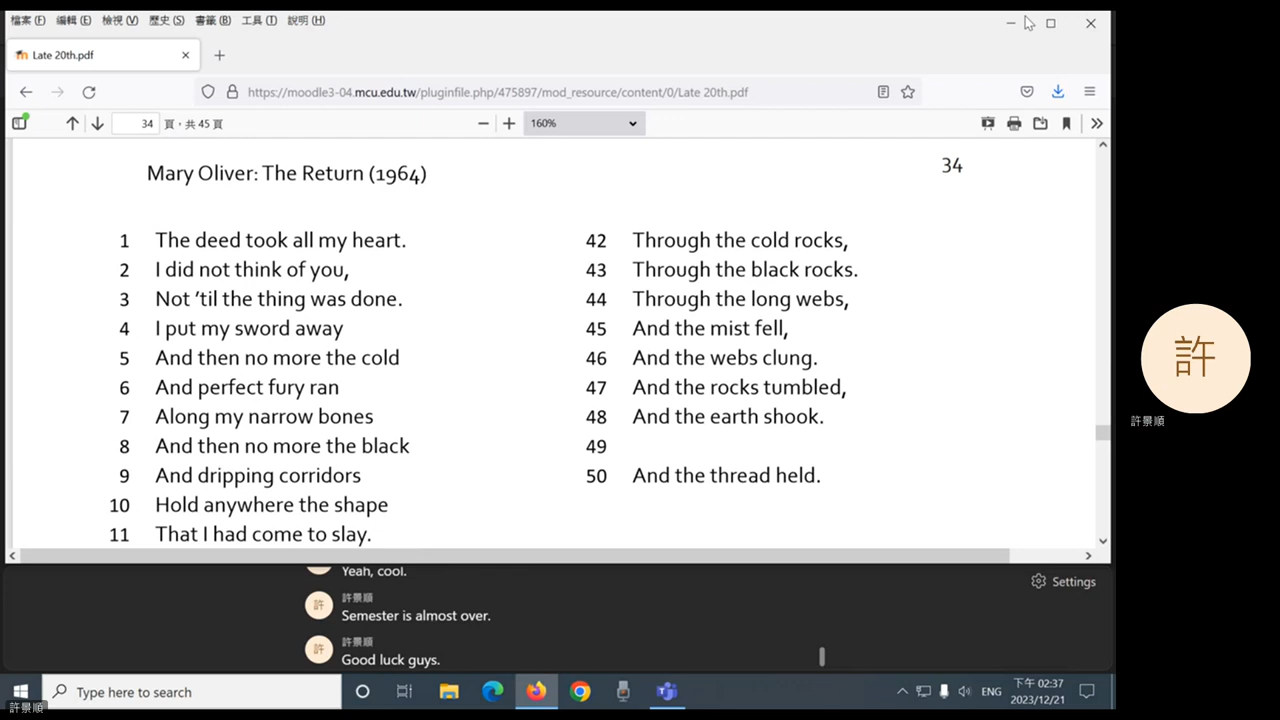 檔案(F) 編輯(E) 檢視(V) 歷史(S) 書籤(B) 工具(T) 說明(H)
Late 20th.pdf
https://moodle3-04.mcu.edu.tw/pluginfile.php/475897/mod_resource/content/0/Late 20th.pdf
34 頁，共 45 頁
160%
Mary Oliver: The Return (1964)
34
1 The deed took all my heart.
2 I did not think of you,
3 Not ’til the thing was done.
4 I put my sword away
5 And then no more the cold
6 And perfect fury ran
7 Along my narrow bones
8 And then no more the black
9 And dripping corridors
10 Hold anywhere the shape
11 That I had come to slay.
42 Through the cold rocks,
43 Through the black rocks.
44 Through the long webs,
45 And the mist fell,
46 And the webs clung.
47 And the rocks tumbled,
48 And the earth shook.
49
50 And the thread held.
許
許景順
Yeah, cool.
Settings
許景順
許
Semester is almost over.
許景順
許
Good luck guys.
Type here to search
ENG
下午 02:37
2023/12/21
許景順